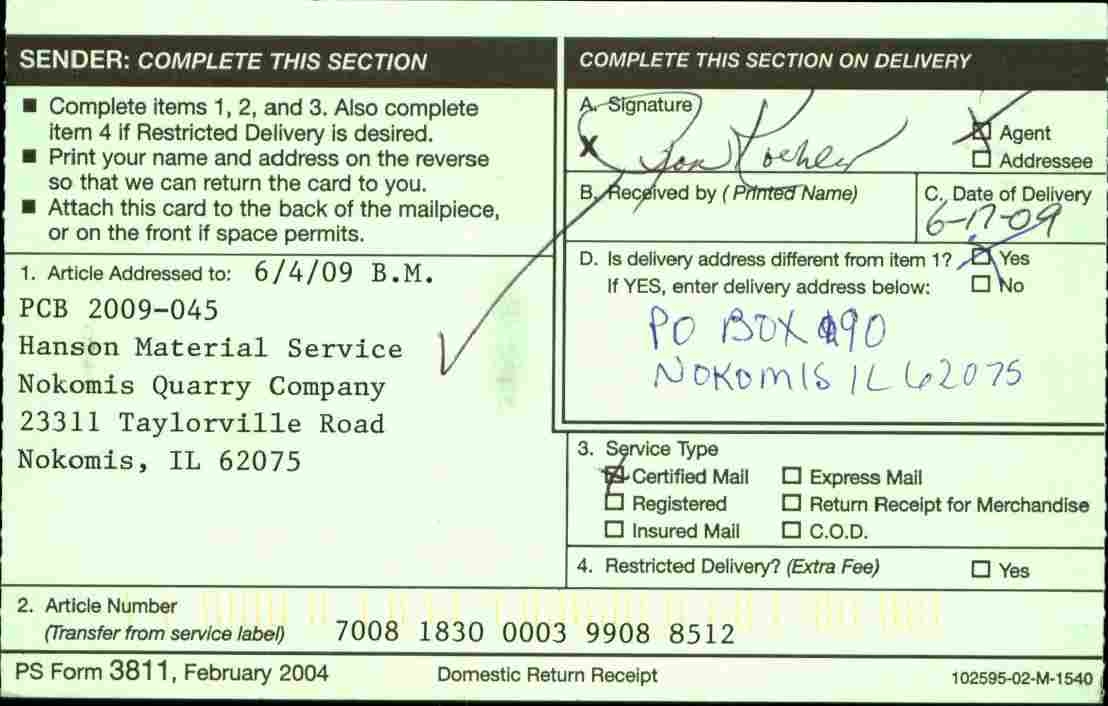 SENDER: COMPLETE THIS SECTION
■ Complete items 1, 2, and 3. Also complete
item 4 if Restricted Delivery is desired.
■ Print your name and address on the reverse
so that we can return the card to you.
■ Attach this card to the back of the mailpiece,
or on the front if space permits.
1. Article Addressed to: 6/4/09 B.M.
PCB 2009-045
Hanson Material Service
Nokomis Quarry Company
23311 Taylorville Road
Nokomis, IL 62075
COMPLETE THIS SECTION ON DELIVERY
A. Signature
X Jon Koehler
Agent
Addressee
B. Received by ( Printed Name)
C. Date of Delivery
6-17-09
D. Is delivery address different from item 1? Yes
If YES, enter delivery address below: No
PO BOX 90
NOKOMIS IL 62075
3. Service Type
Certified Mail Express Mail
Registered Return Receipt for Merchandise
Insured Mail C.O.D.
4. Restricted Delivery? (Extra Fee) Yes
2. Article Number
(Transfer from service label) 7008 1830 0003 9908 8512
PS Form 3811, February 2004 Domestic Return Receipt 102595-02-M-1540